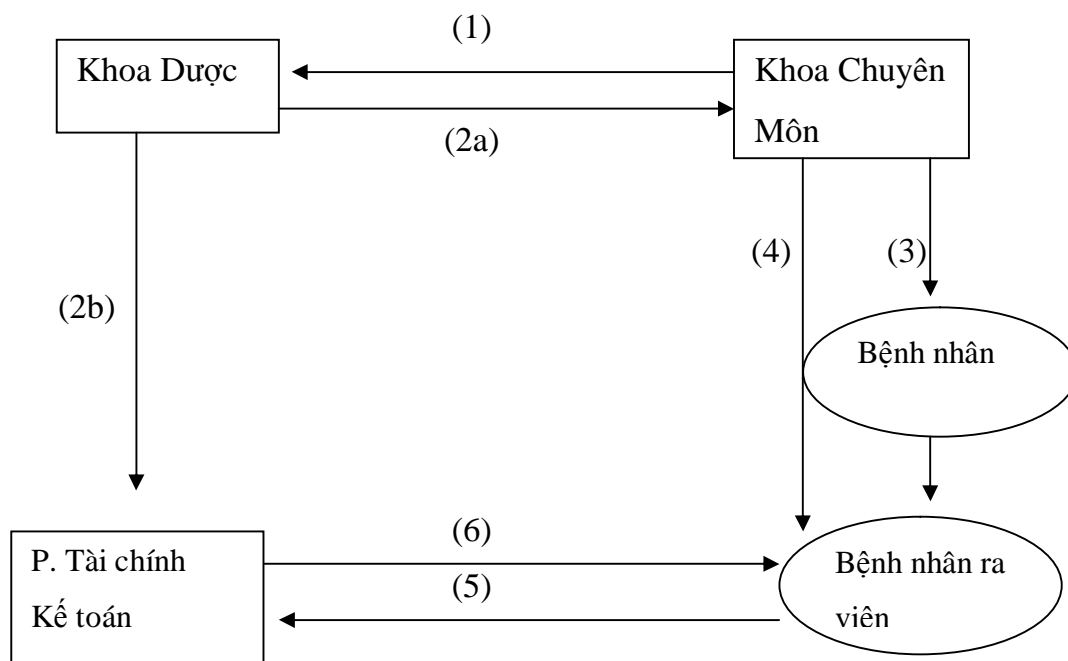 (1)
Khoa Dược
Khoa Chuyên
Môn
(2a)
(4)
(3)
(2b)
Bệnh nhân
P. Tài chính
Kế toán
(6)
(5)
Bệnh nhân ra
viện